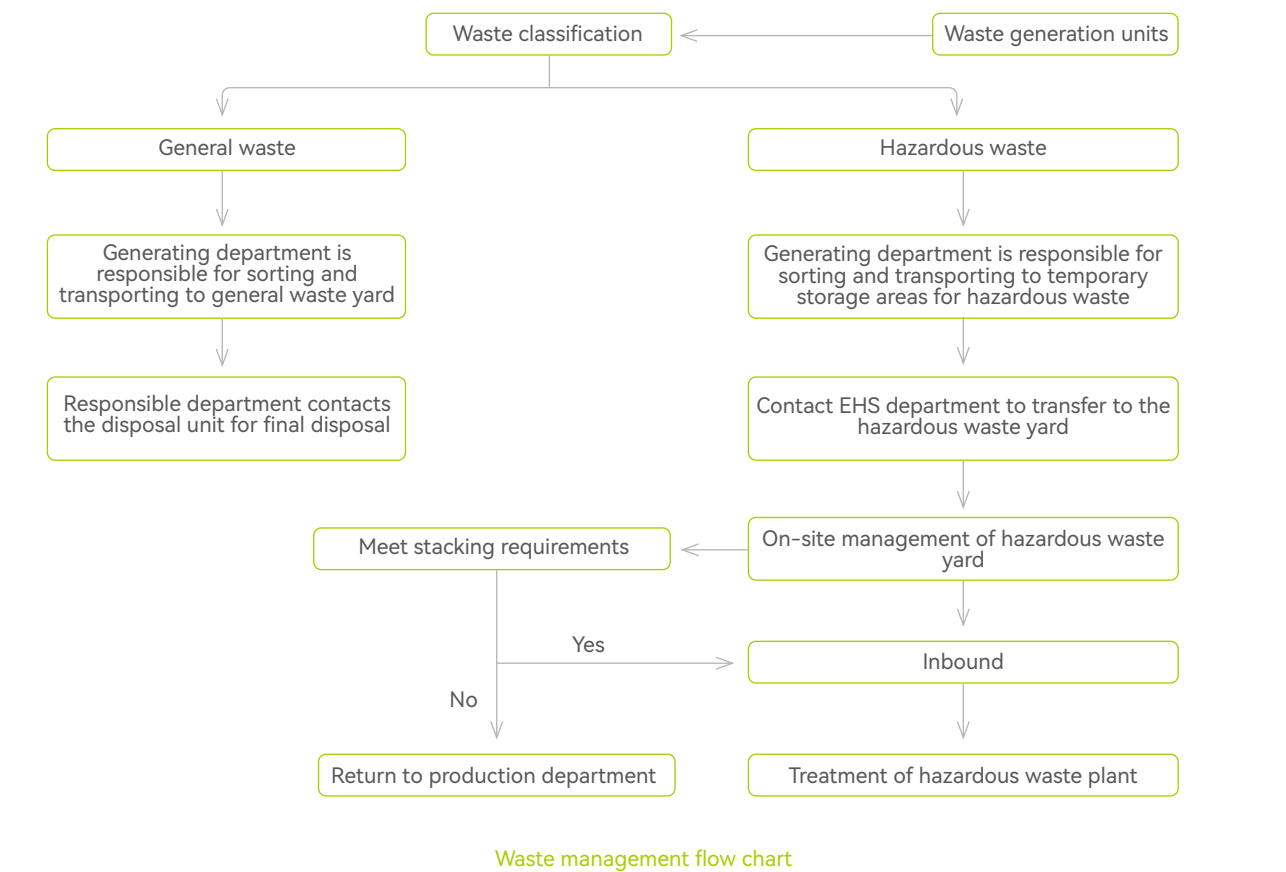 Waste classification
Waste generation units
General waste
Hazardous waste
Generating department is
responsible for sorting and
transporting to general waste yard
Generating department is responsible for
sorting and transporting to temporary
storage areas for hazardous waste
Responsible department contacts
the disposal unit for final disposal
Contact EHS department to transfer to the
hazardous waste yard
Meet stacking requirements
On-site management of hazardous waste
yard
Yes
Inbound
No
Return to production department
Treatment of hazardous waste plant
Waste management flow chart